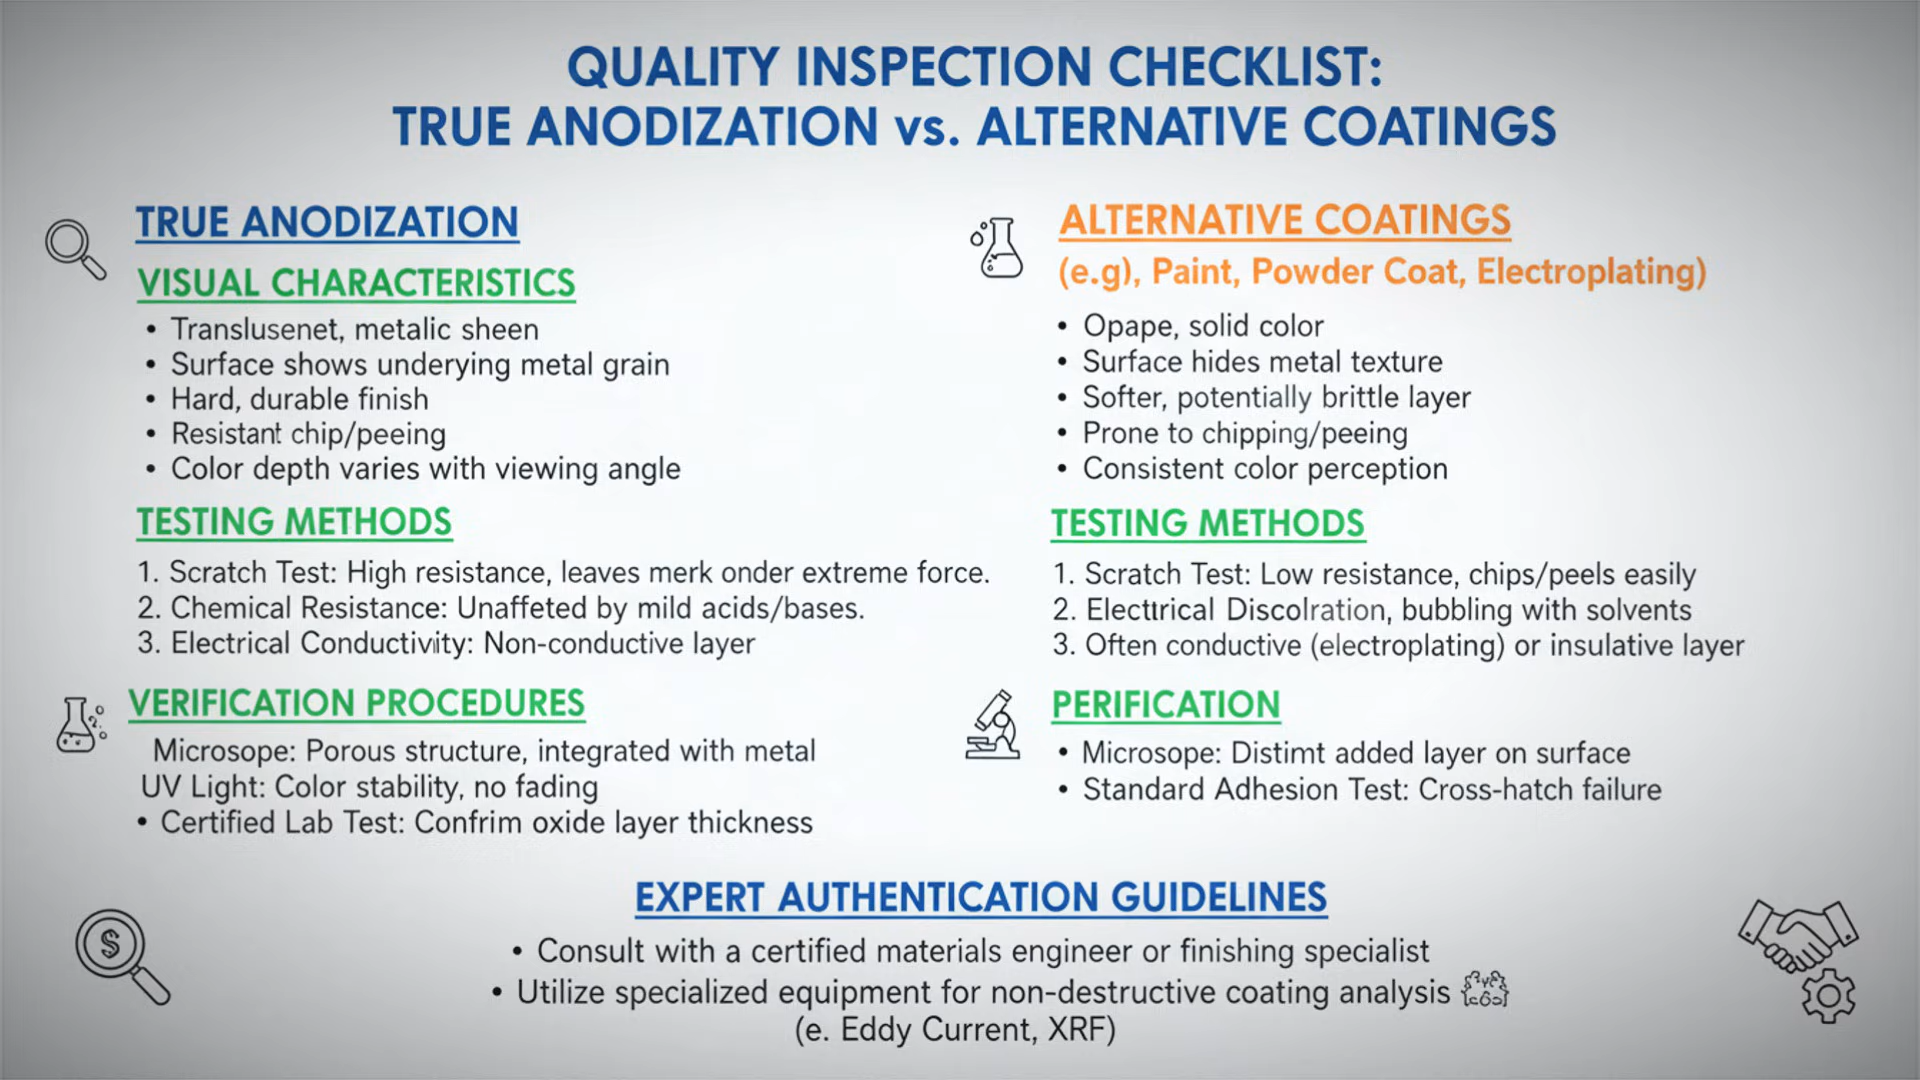 QUALITY INSPECTION CHECKLIST:
TRUE ANODIZATION vs. ALTERNATIVE COATINGS
TRUE ANODIZATION
VISUAL CHARACTERISTICS
• Translusenet, metalic sheen
• Surface shows underying metal grain
• Hard, durable finish
• Resistant chip/peeing
• Color depth varies with viewing angle
TESTING METHODS
1. Scratch Test: High resistance, leaves merk onder extreme force.
2. Chemical Resistance: Unaffeted by mild acids/bases.
3. Electrical Conductivity: Non-conductive layer
VERIFICATION PROCEDURES
Microsope: Porous structure, integrated with metal
UV Light: Color stability, no fading
• Certified Lab Test: Confrim oxide layer thickness
ALTERNATIVE COATINGS
(e.g), Paint, Powder Coat, Electroplating)
• Opape, solid color
• Surface hides metal texture
• Softer, potentially brittle layer
• Prone to chipping/peeing
• Consistent color perception
TESTING METHODS
1. Scratch Test: Low resistance, chips/peels easily
2. Electtrical Discolration, bubbling with solvents
3. Often conductive (electroplating) or insulative layer
PERIFICATION
• Microsope: Distimt added layer on surface
• Standard Adhesion Test: Cross-hatch failure
EXPERT AUTHENTICATION GUIDELINES
• Consult with a certified materials engineer or finishing specialist
• Utilize specialized equipment for non-destructive coating analysis
(e. Eddy Current, XRF)
$